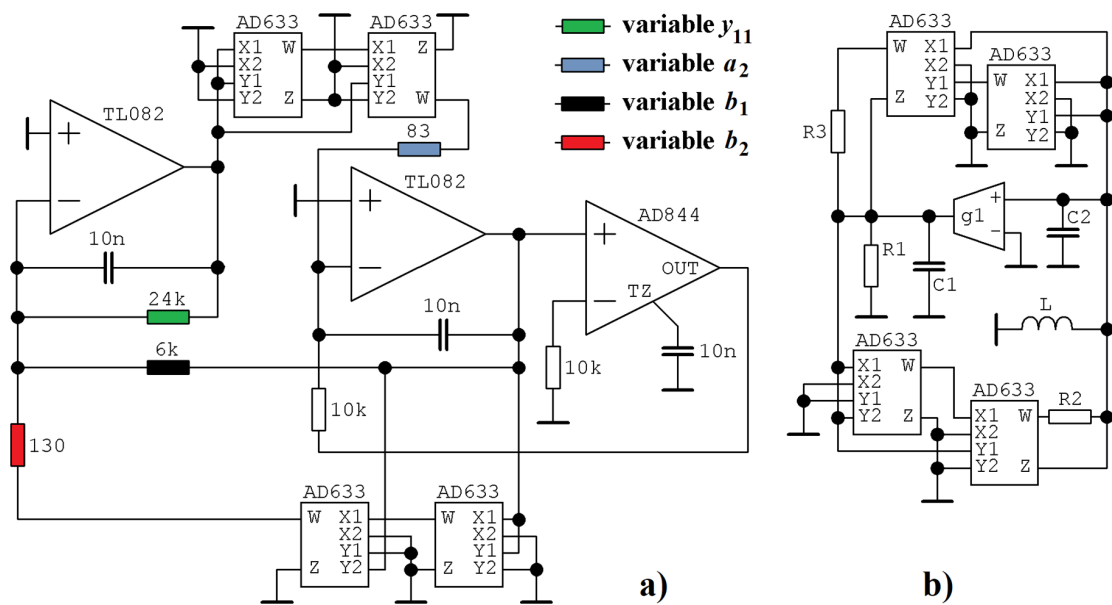 AD633
AD633
X1
X2
Y1
Y2
W
Z
X1
X2
Y1
Y2
Z
W
variable y11
variable a2
variable b1
variable b2
TL082
+
−
10n
24k
6k
130
83
TL082
+
−
10n
10k
AD844
+
−
OUT
TZ
10n
10k
AD633
AD633
W
Z
X1
X2
Y1
Y2
W
Z
X1
X2
Y1
Y2
a)
AD633
W
Z
X1
X2
Y1
Y2
AD633
W
Z
X1
X2
Y1
Y2
R3
g1
+
-
C2
R1
C1
L
AD633
X1
X2
Y1
Y2
W
Z
AD633
X1
X2
Y1
Y2
W
Z
R2
b)